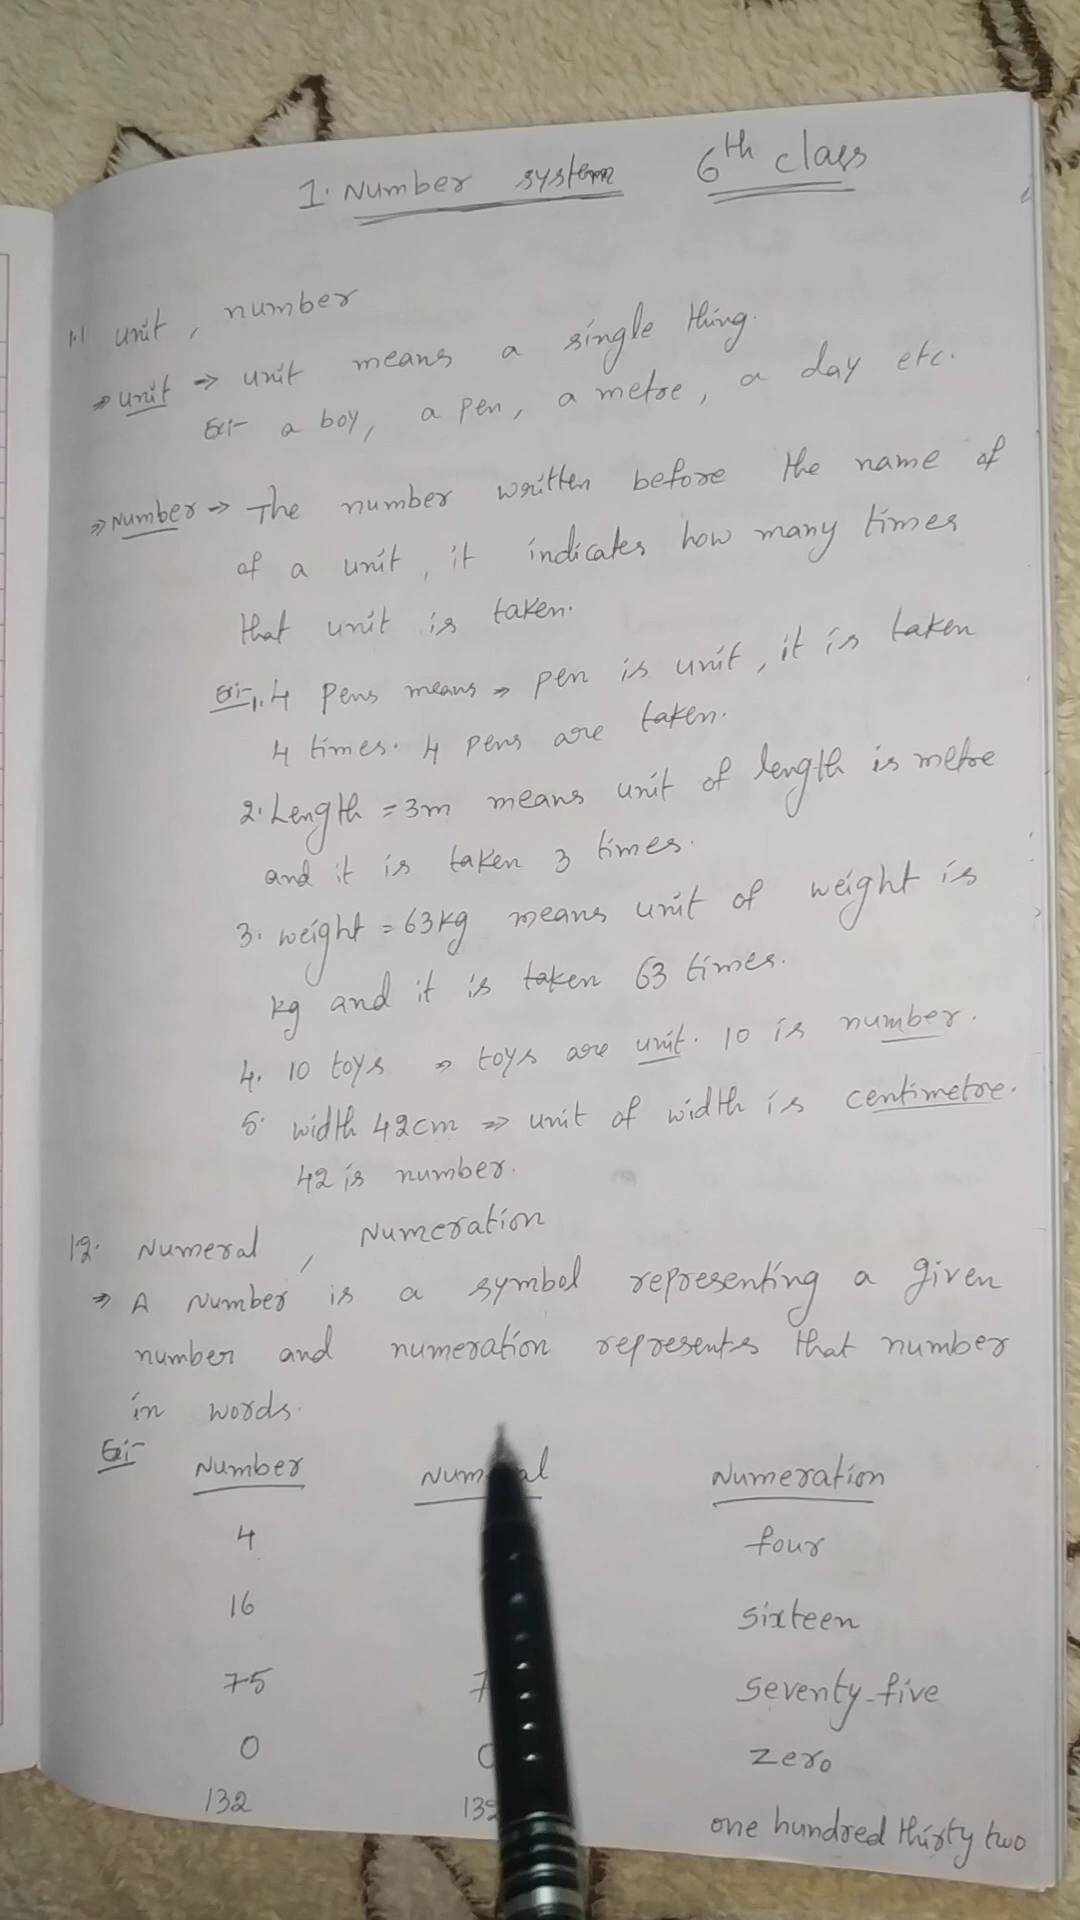 1. Number system 6th class
1.1 unit, number
⇒ unit → unit means a single thing.
Ex:- a boy, a pen, a metre, a day etc.
⇒ Number → The number written before the name of
of a unit, it indicates how many times
that unit is taken.
Ex:- 1. 4 Pens means ⇒ pen is unit, it is taken
4 times. 4 pens are taken.
2. Length = 3m means unit of length is metre
and it is taken 3 times.
3. weight = 63kg means unit of weight is
kg and it is taken 63 times.
4. 10 toys ⇒ toys are unit. 10 is number.
5. width 42cm ⇒ unit of width is centimetre.
42 is number.
1.2. Numeral, Numeration
⇒ A Number is a symbol representing a given
number and numeration represents that number
in words.
Ex:-
Number Numeration
4 four
16 sixteen
75 seventy-five
0 0 zero
132 one hundred thirty two